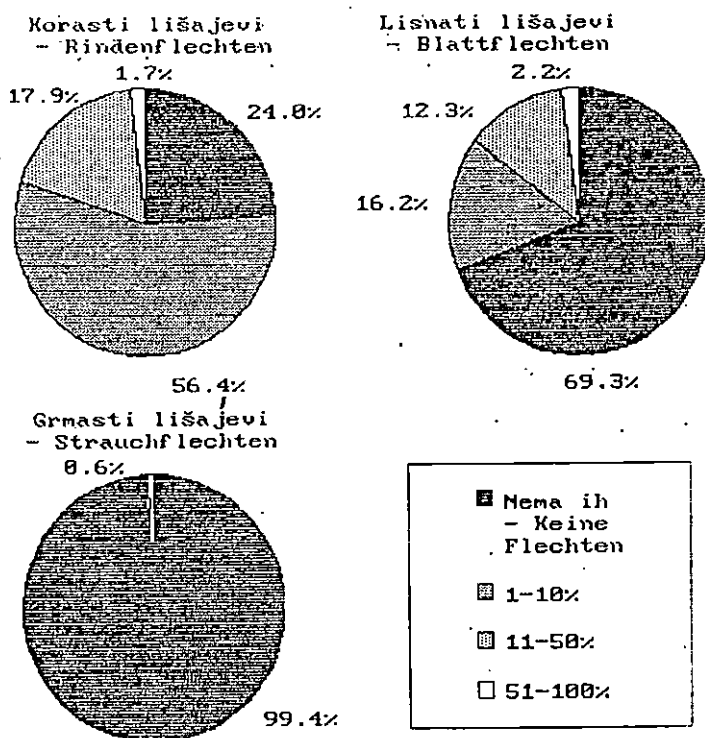 Korasti lišajevi
- Rindenflechten
1.7%
17.9%
24.0%
56.4%
Lisnati lišajevi
- Blattflechten
2.2%
12.3%
16.2%
69.3%
Grmasti lišajevi
- Strauchflechten
0.6%
99.4%
Nema ih
- Keine
Flechten
1-10%
11-50%
51-100%